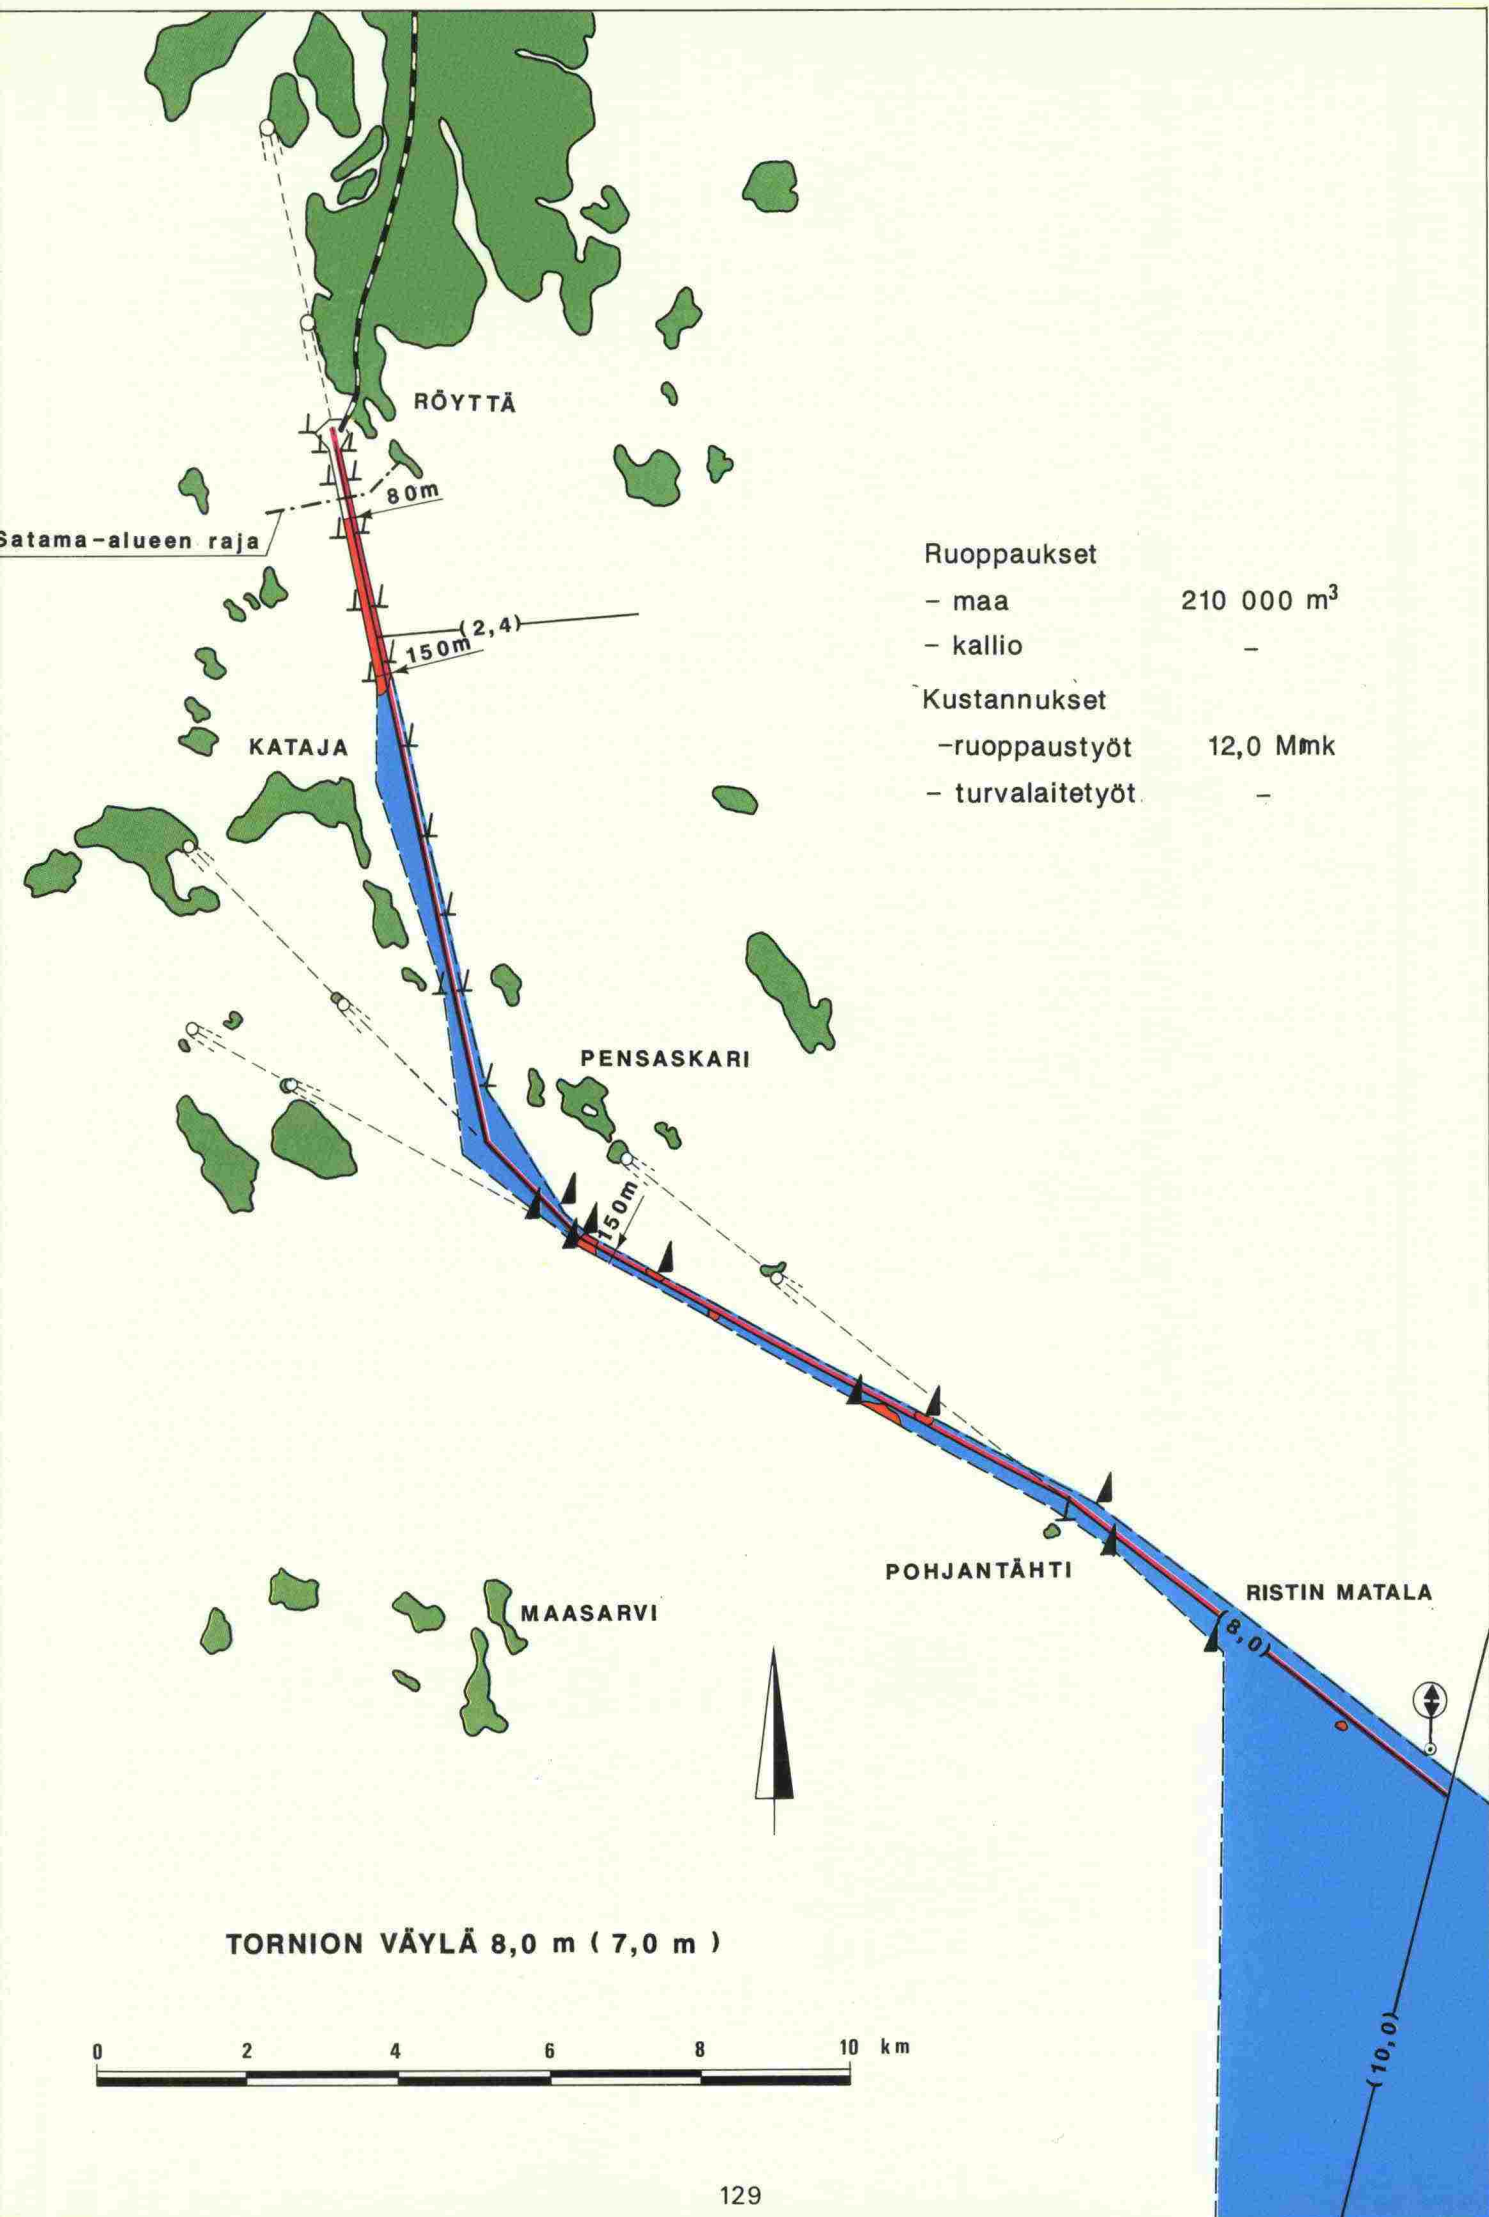 RÖYTTÄ
80m
Satama-alueen raja
(2,4)
150m
Ruoppaukset
- maa 210 000 m³
- kallio -
Kustannukset
-ruoppaustyöt 12,0 Mmk
- turvalaitetyöt -
KATAJA
PENSASKARI
150m
POHJANTÄHTI
RISTIN MATALA
(8,0)
MAASARVI
TORNION VÄYLÄ 8,0 m ( 7,0 m )
0 2 4 6 8 10 km
(10,0)
129